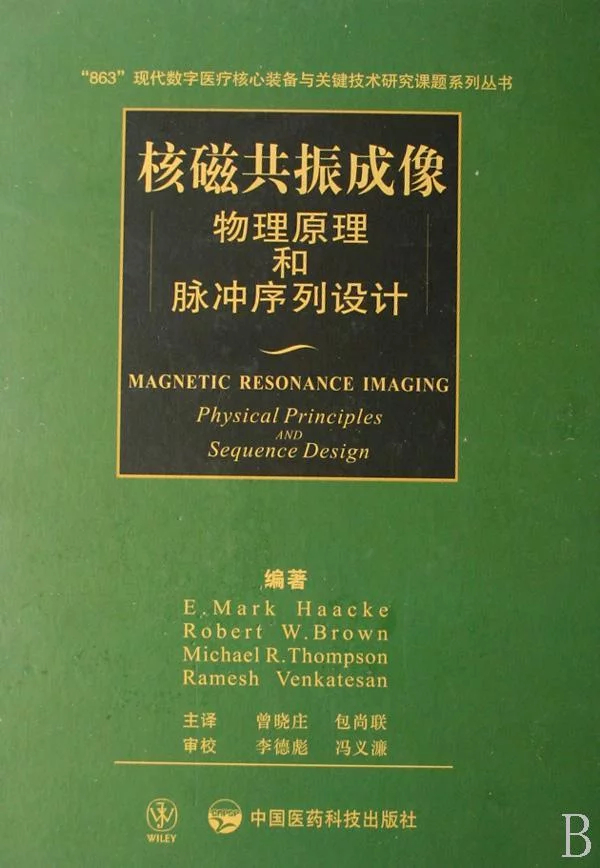 “863”现代数字医疗核心装备与关键技术研究课题系列丛书
核磁共振成像
物理原理
和
脉冲序列设计
MAGNETIC RESONANCE IMAGING
Physical Principles
AND
Sequence Design
编著
E.Mark Haacke
Robert W.Brown
Michael R.Thompson
Ramesh Venkatesan
主译 曾晓庄 包尚联
审校 李德彪 冯义濂
WILEY
中国医药科技出版社
B